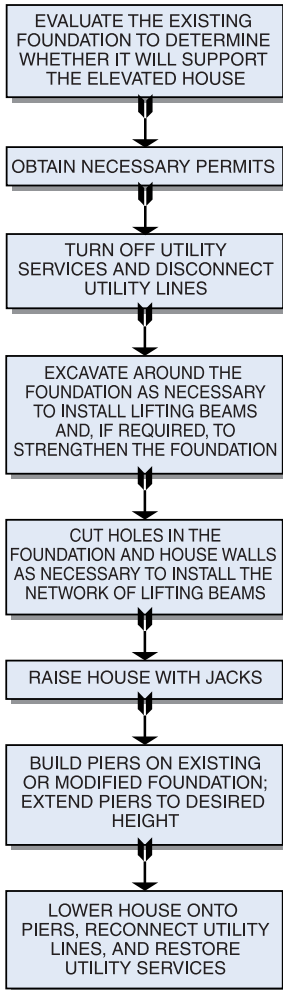 EVALUATE THE EXISTING
FOUNDATION TO DETERMINE
WHETHER IT WILL SUPPORT
THE ELEVATED HOUSE
OBTAIN NECESSARY PERMITS
TURN OFF UTILITY
SERVICES AND DISCONNECT
UTILITY LINES
EXCAVATE AROUND THE
FOUNDATION AS NECESSARY
TO INSTALL LIFTING BEAMS
AND, IF REQUIRED, TO
STRENGTHEN THE FOUNDATION
CUT HOLES IN THE
FOUNDATION AND HOUSE WALLS
AS NECESSARY TO INSTALL THE
NETWORK OF LIFTING BEAMS
RAISE HOUSE WITH JACKS
BUILD PIERS ON EXISTING
OR MODIFIED FOUNDATION;
EXTEND PIERS TO DESIRED
HEIGHT
LOWER HOUSE ONTO
PIERS, RECONNECT UTILITY
LINES, AND RESTORE
UTILITY SERVICES